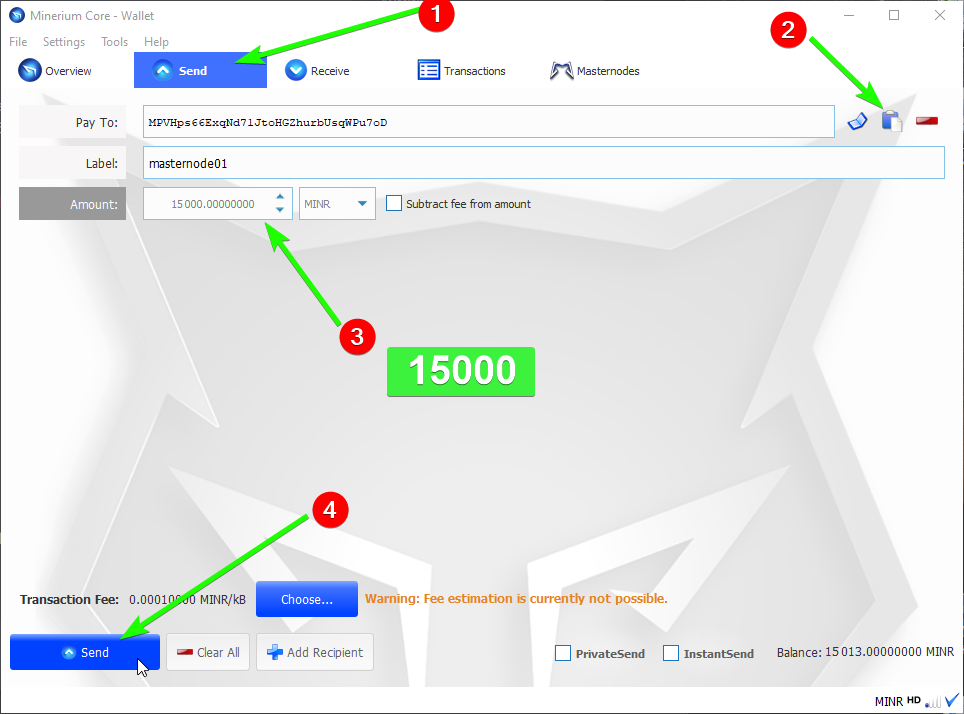 Minerium Core - Wallet
1
File Settings Tools Help
2
Overview Send Receive Transactions Masternodes
Pay To: MPVHps66ExqNd71JtoHGZhurbUsqWPu7oD
Label: masternode01
Amount: 15000.00000000 MINR Subtract fee from amount
3
15000
4
Transaction Fee: 0.00010000 MINR/kB Choose... Warning: Fee estimation is currently not possible.
Send Clear All Add Recipient PrivateSend InstantSend Balance: 15 013.00000000 MINR
MINR HD